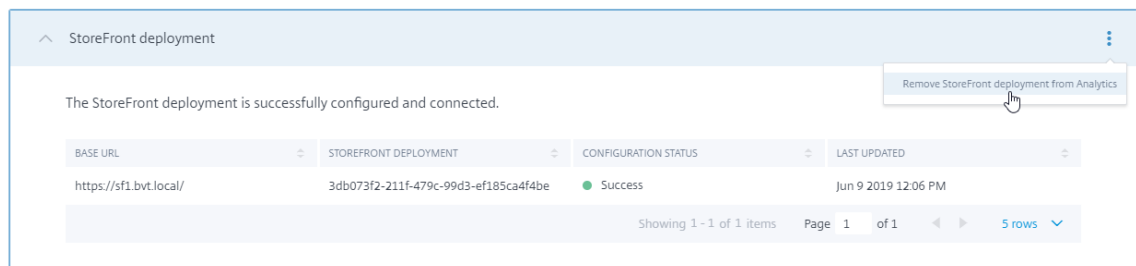 StoreFront deployment
Remove StoreFront deployment from Analytics
The StoreFront deployment is successfully configured and connected.
BASE URL STOREFRONT DEPLOYMENT CONFIGURATION STATUS LAST UPDATED
https://sf1.bvt.local/ 3db073f2-211f-479c-99d3-ef185ca4f4be Success Jun 9 2019 12:06 PM
Showing 1 - 1 of 1 items Page 1 of 1 5 rows